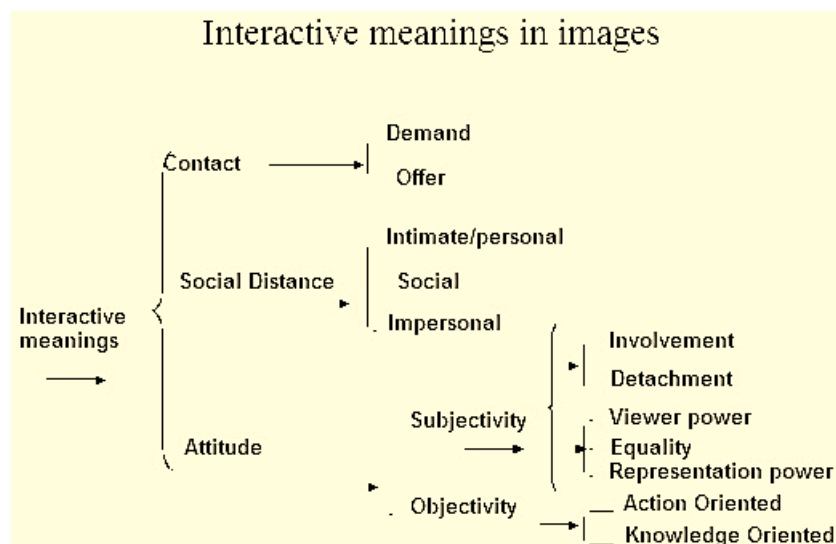 Interactive meanings in images
Demand
Contact
Offer
Intimate/personal
Social Distance
Social
Interactive
meanings
Impersonal
Involvement
Detachment
Attitude
Subjectivity
Viewer power
Equality
Representation power
Objectivity
Action Oriented
Knowledge Oriented